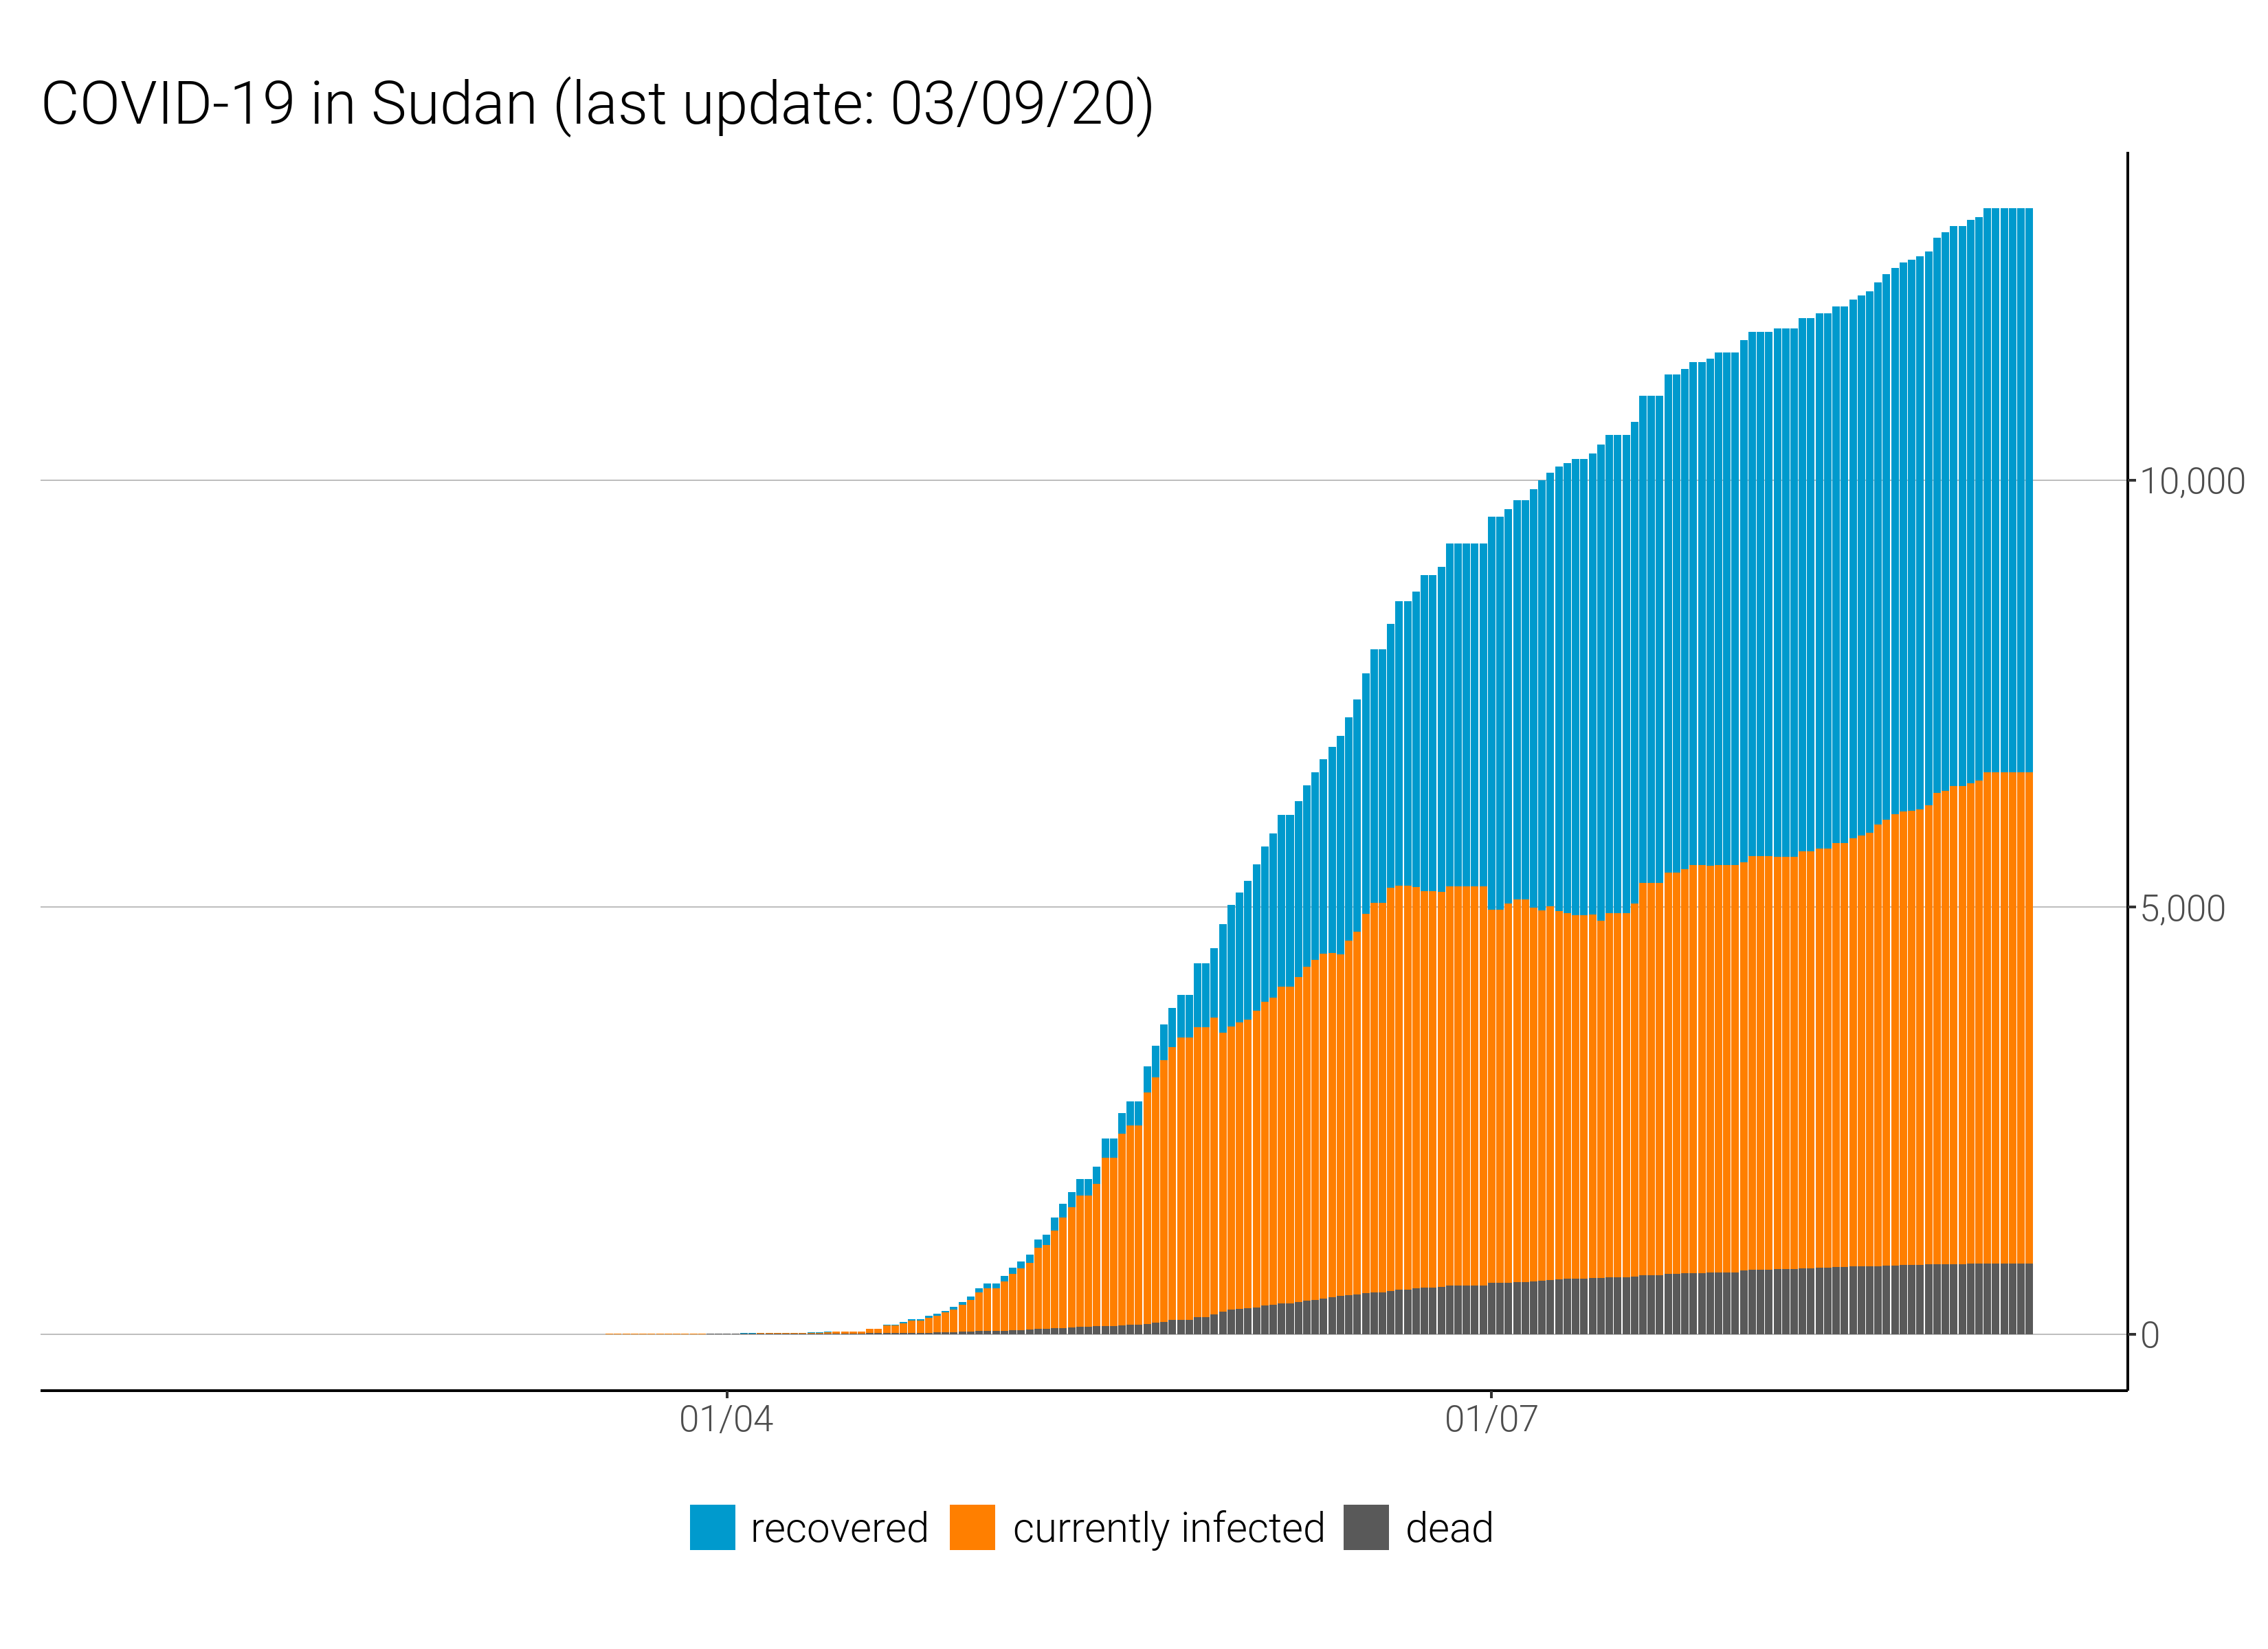 COVID-19 in Sudan (last update: 03/09/20)
10,000
5,000
0
01/04 01/07
recovered currently infected dead